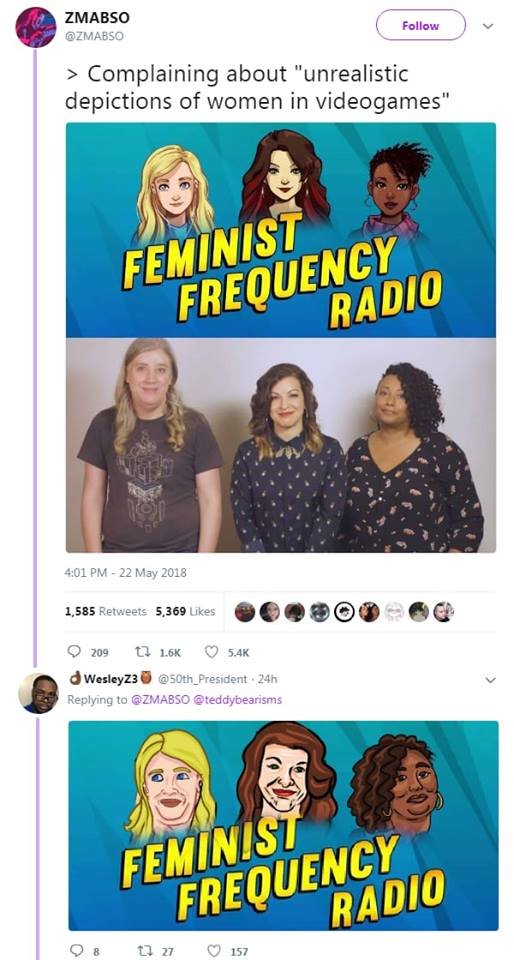 ZMABSO
@ZMABSO
Follow
> Complaining about "unrealistic
depictions of women in videogames"
FEMINIST
FREQUENCY
RADIO
4:01 PM - 22 May 2018
1,585 Retweets 5,369 Likes
209 1.6K 5.4K
WesleyZ3 @50th_President · 24h
Replying to @ZMABSO @teddybearisms
FEMINIST
FREQUENCY
RADIO
8 27 157